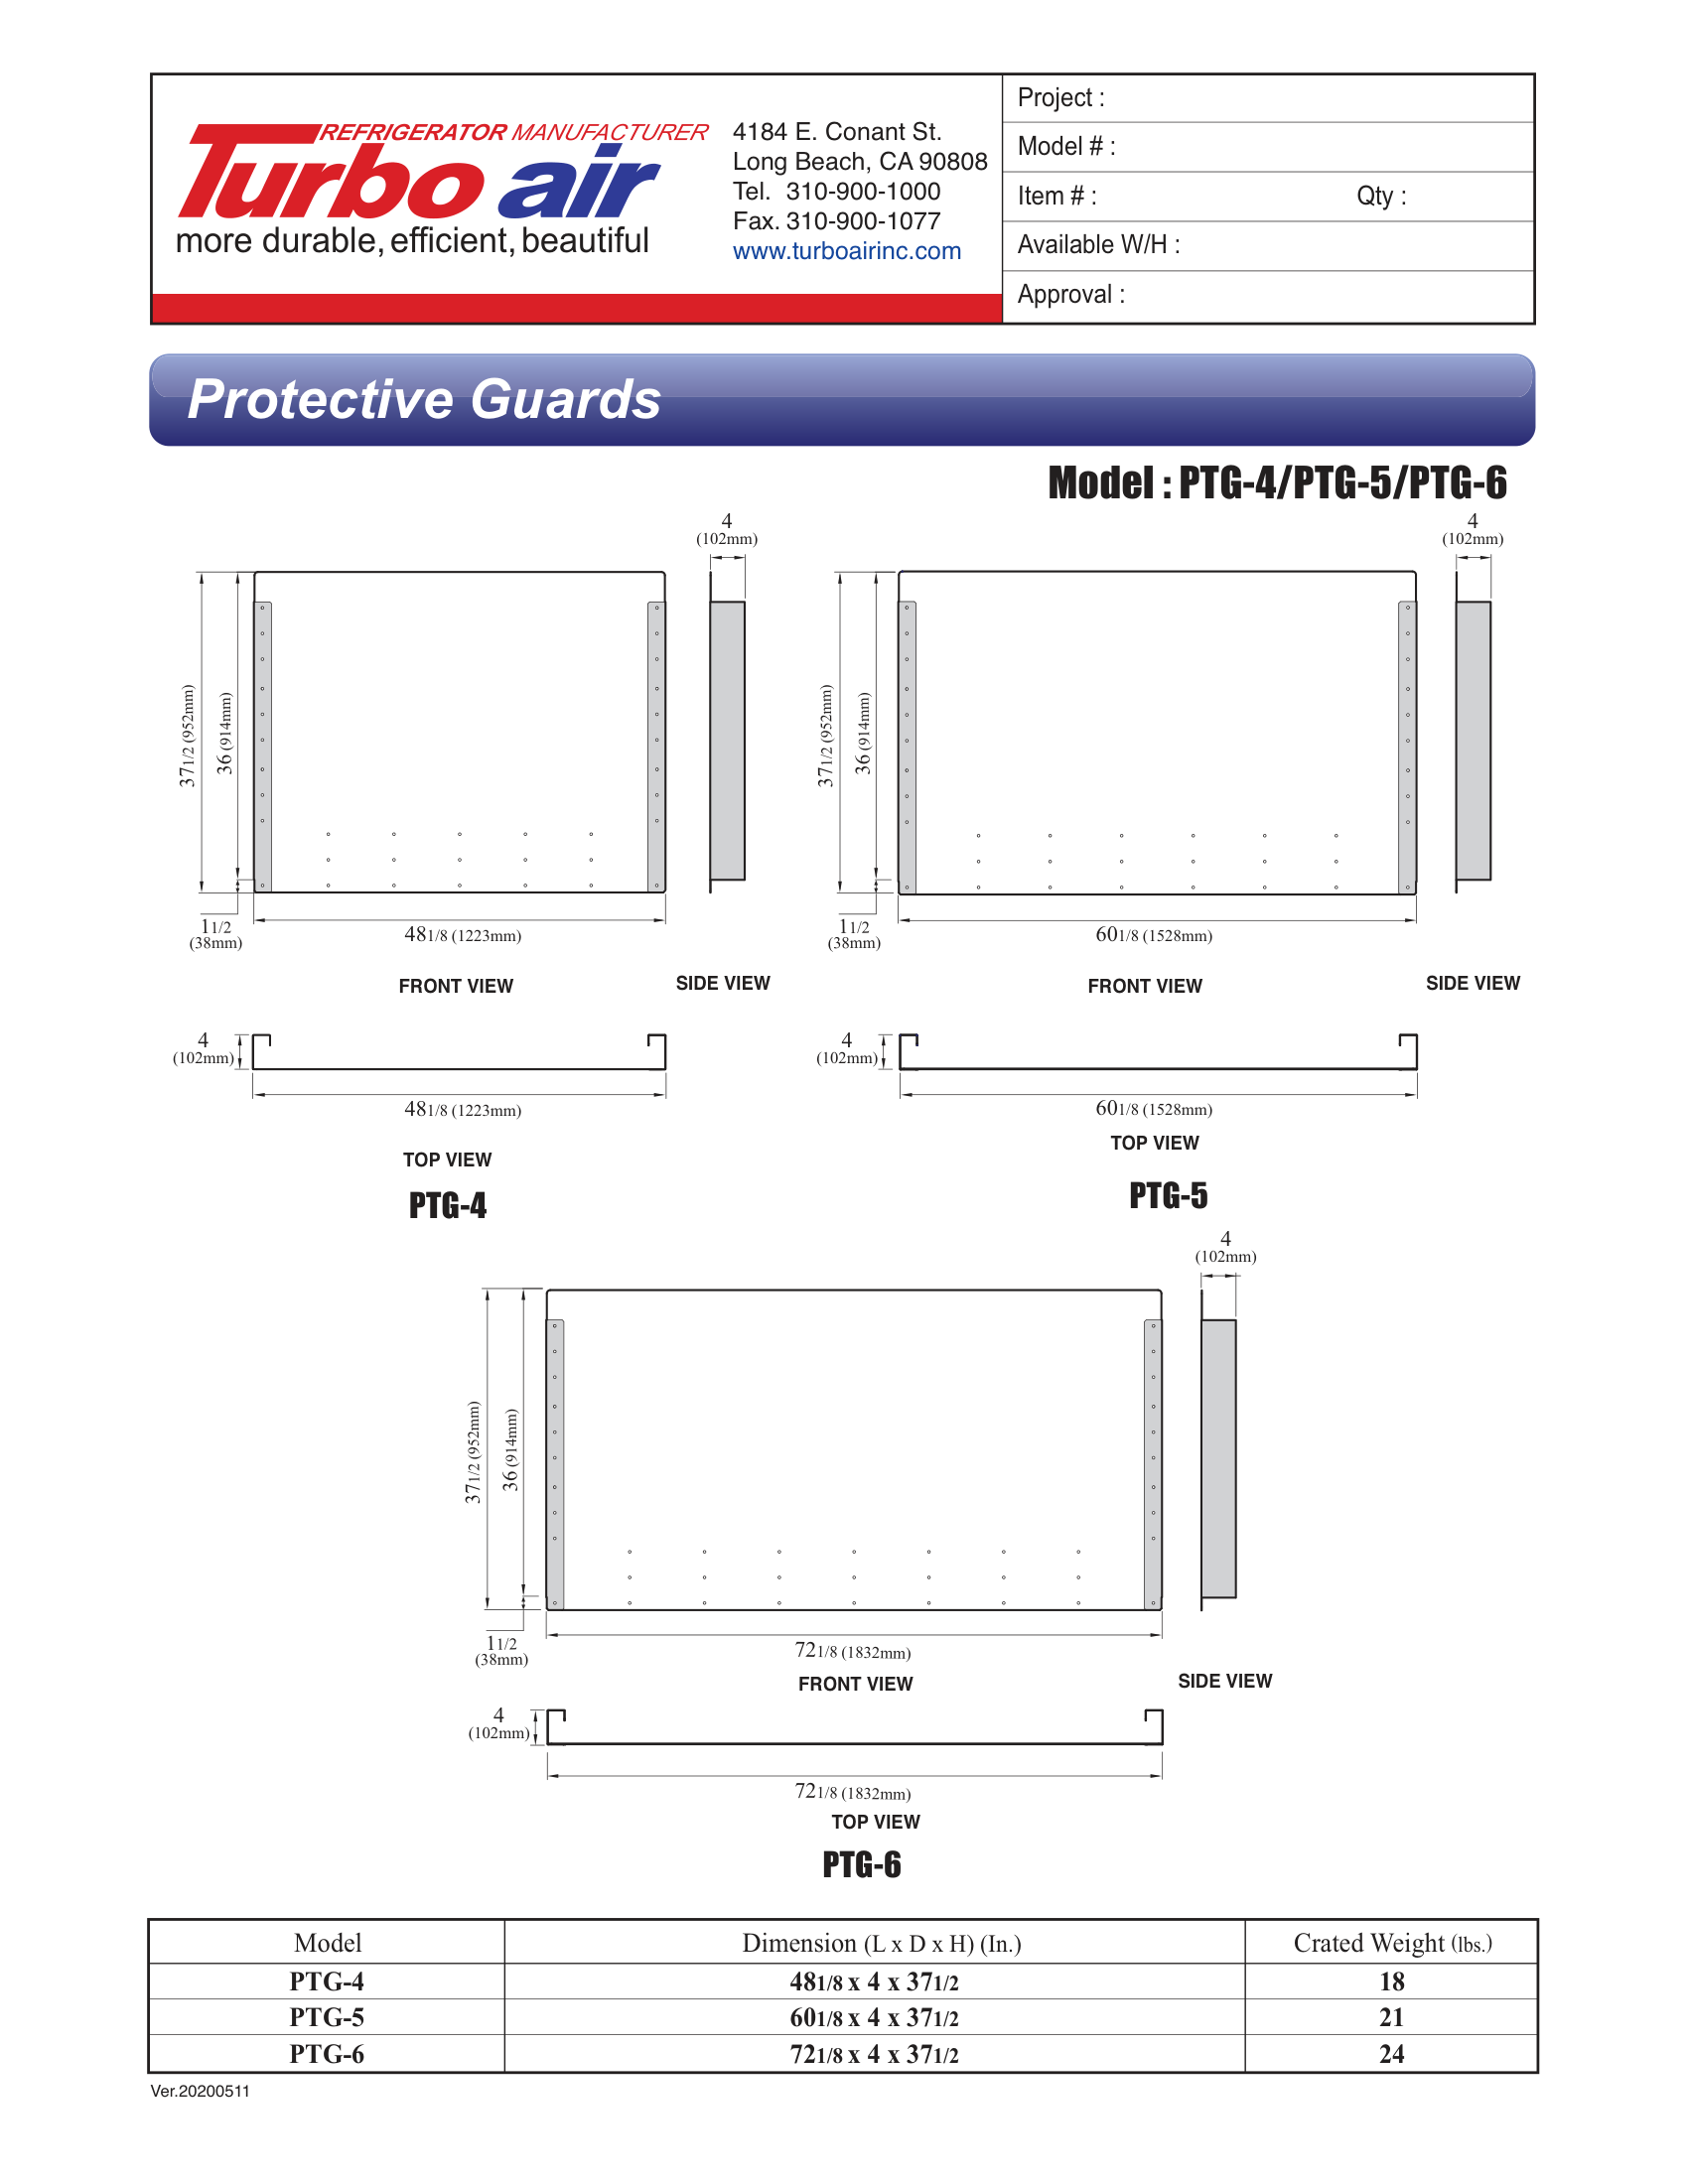 REFRIGERATOR MANUFACTURER
Turbo air
more durable, efficient, beautiful
4184 E. Conant St.
Long Beach, CA 90808
Tel. 310-900-1000
Fax. 310-900-1077
www.turboairinc.com
Project :
Model # :
Item # : Qty :
Available W/H :
Approval :
Protective Guards
Model : PTG-4/PTG-5/PTG-6
4
(102mm)
37 1/2 (952mm)
36 (914mm)
1 1/2
(38mm)
48 1/8 (1223mm)
FRONT VIEW
SIDE VIEW
4
(102mm)
48 1/8 (1223mm)
TOP VIEW
PTG-4
4
(102mm)
37 1/2 (952mm)
36 (914mm)
1 1/2
(38mm)
60 1/8 (1528mm)
FRONT VIEW
SIDE VIEW
4
(102mm)
60 1/8 (1528mm)
TOP VIEW
PTG-5
4
(102mm)
37 1/2 (952mm)
36 (914mm)
1 1/2
(38mm)
72 1/8 (1832mm)
FRONT VIEW
SIDE VIEW
4
(102mm)
72 1/8 (1832mm)
TOP VIEW
PTG-6
Model Dimension (L x D x H) (In.) Crated Weight (lbs.)
PTG-4 48 1/8 x 4 x 37 1/2 18
PTG-5 60 1/8 x 4 x 37 1/2 21
PTG-6 72 1/8 x 4 x 37 1/2 24
Ver.20200511